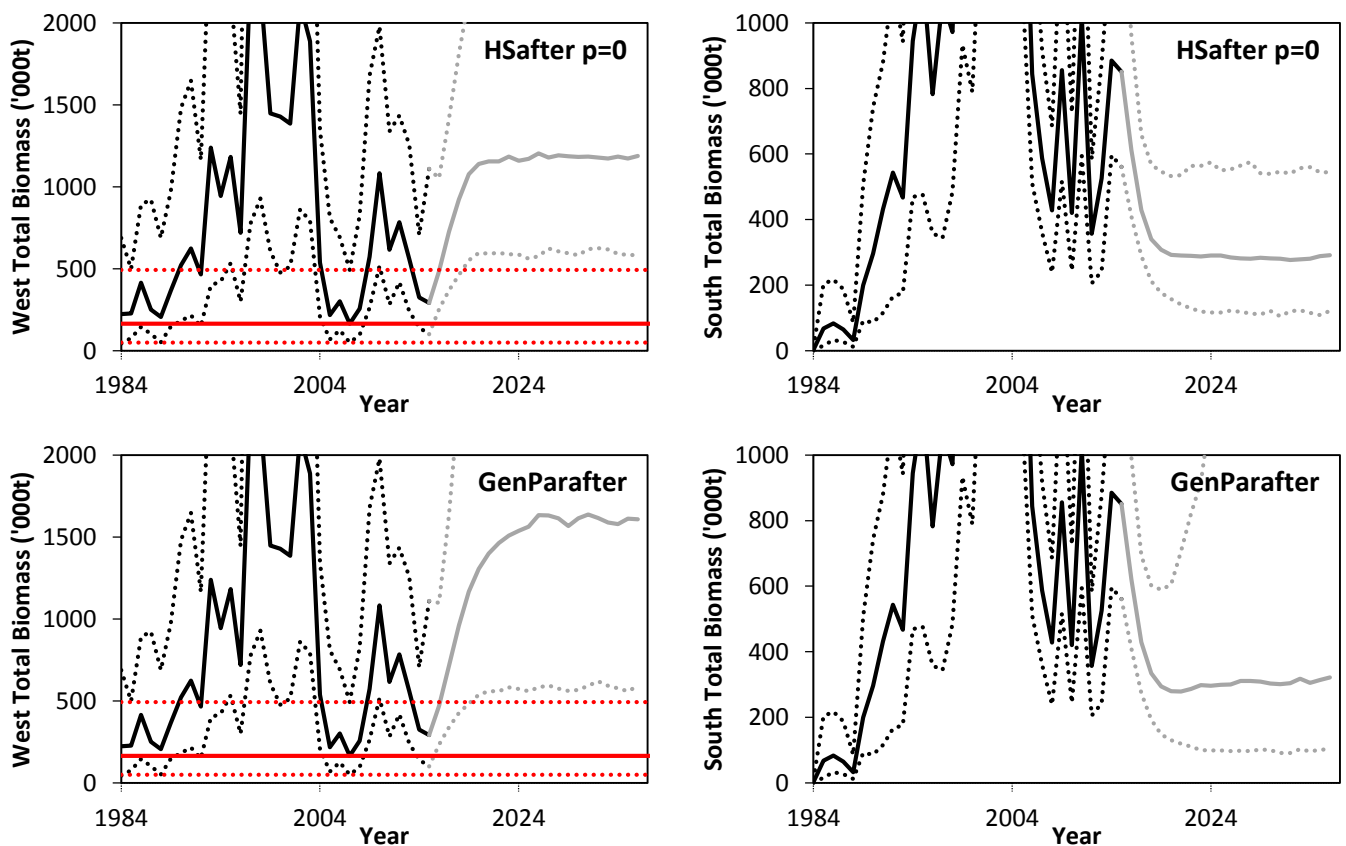 West Total Biomass ('000t)
2000
1500
1000
500
0
HSafter p=0
1984
2004
2024
Year
South Total Biomass ('000t)
1000
800
600
400
200
0
HSafter p=0
1984
2004
2024
Year
West Total Biomass ('000t)
2000
1500
1000
500
0
GenParafter
1984
2004
2024
Year
South Total Biomass ('000t)
1000
800
600
400
200
0
GenParafter
1984
2004
2024
Year